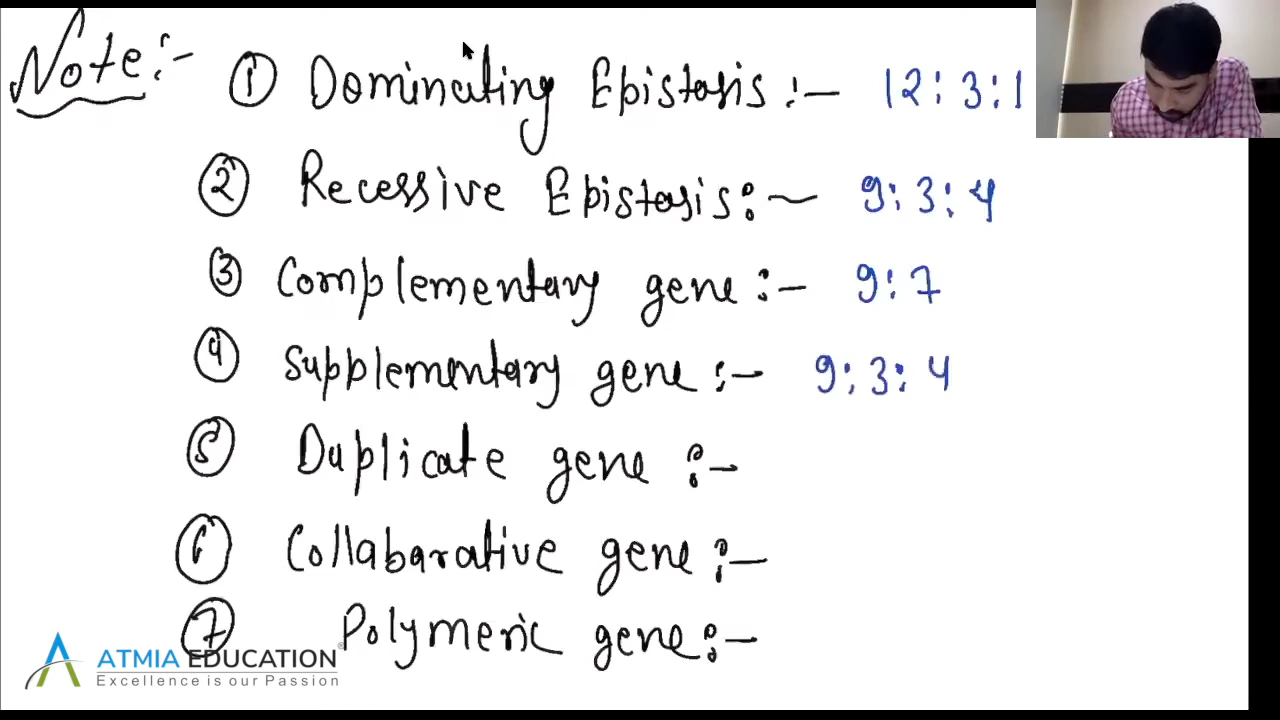 Note :-
① Dominating Epistasis :- 12:3:1
② Recessive Epistasis :- 9:3:4
③ Complementary gene :- 9:7
④ Supplementary gene :- 9:3:4
⑤ Duplicate gene :-
⑥ Collabarative gene :-
⑦ Polymeric gene :-
ATMIA EDUCATION
Excellence is our Passion